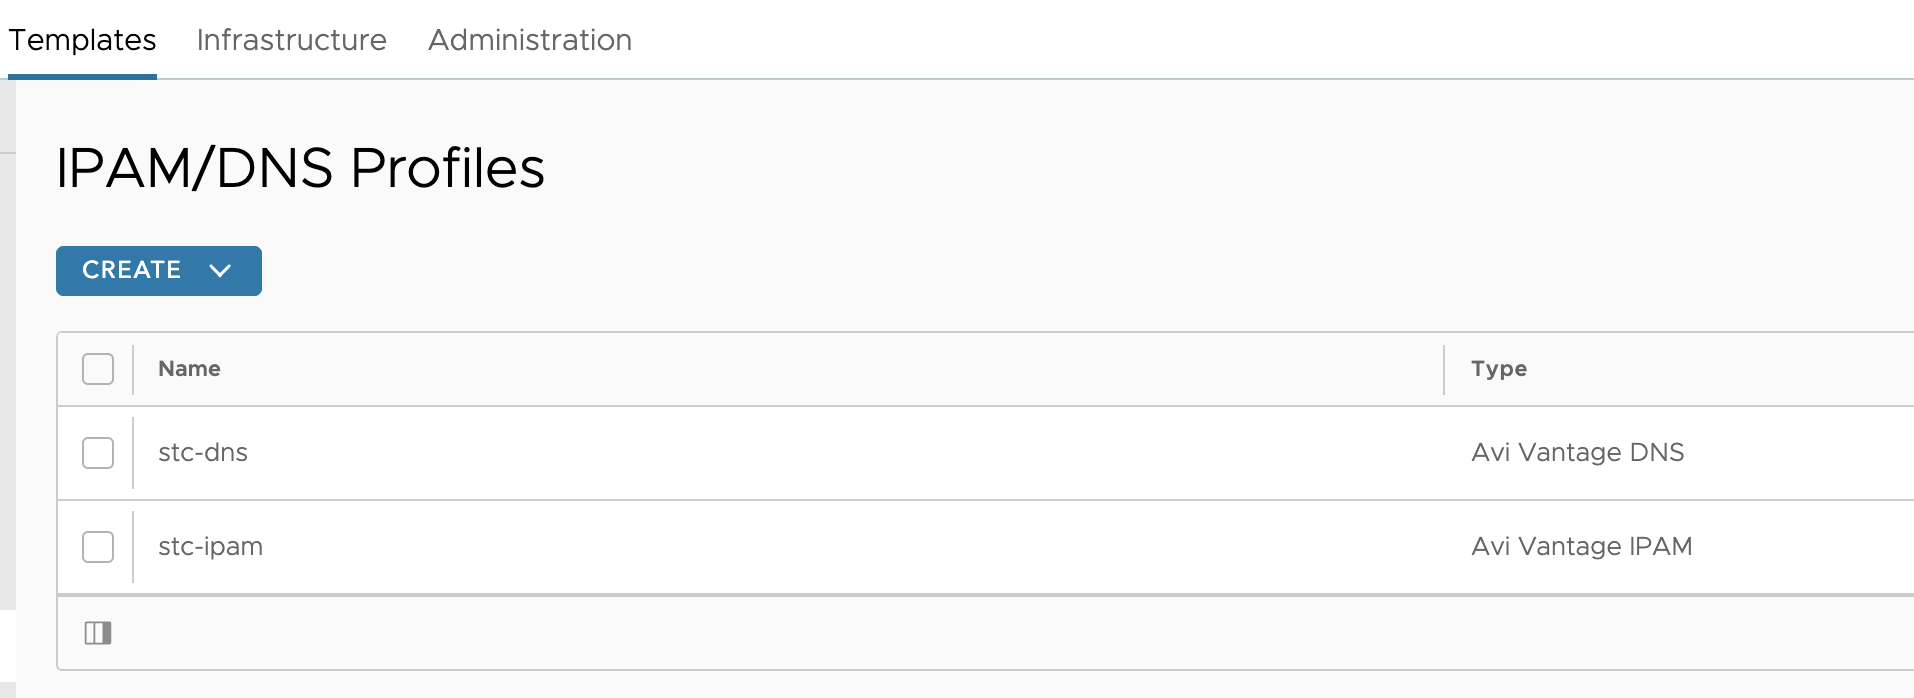 Templates Infrastructure Administration
IPAM/DNS Profiles
CREATE
Name Type
stc-dns Avi Vantage DNS
stc-ipam Avi Vantage IPAM